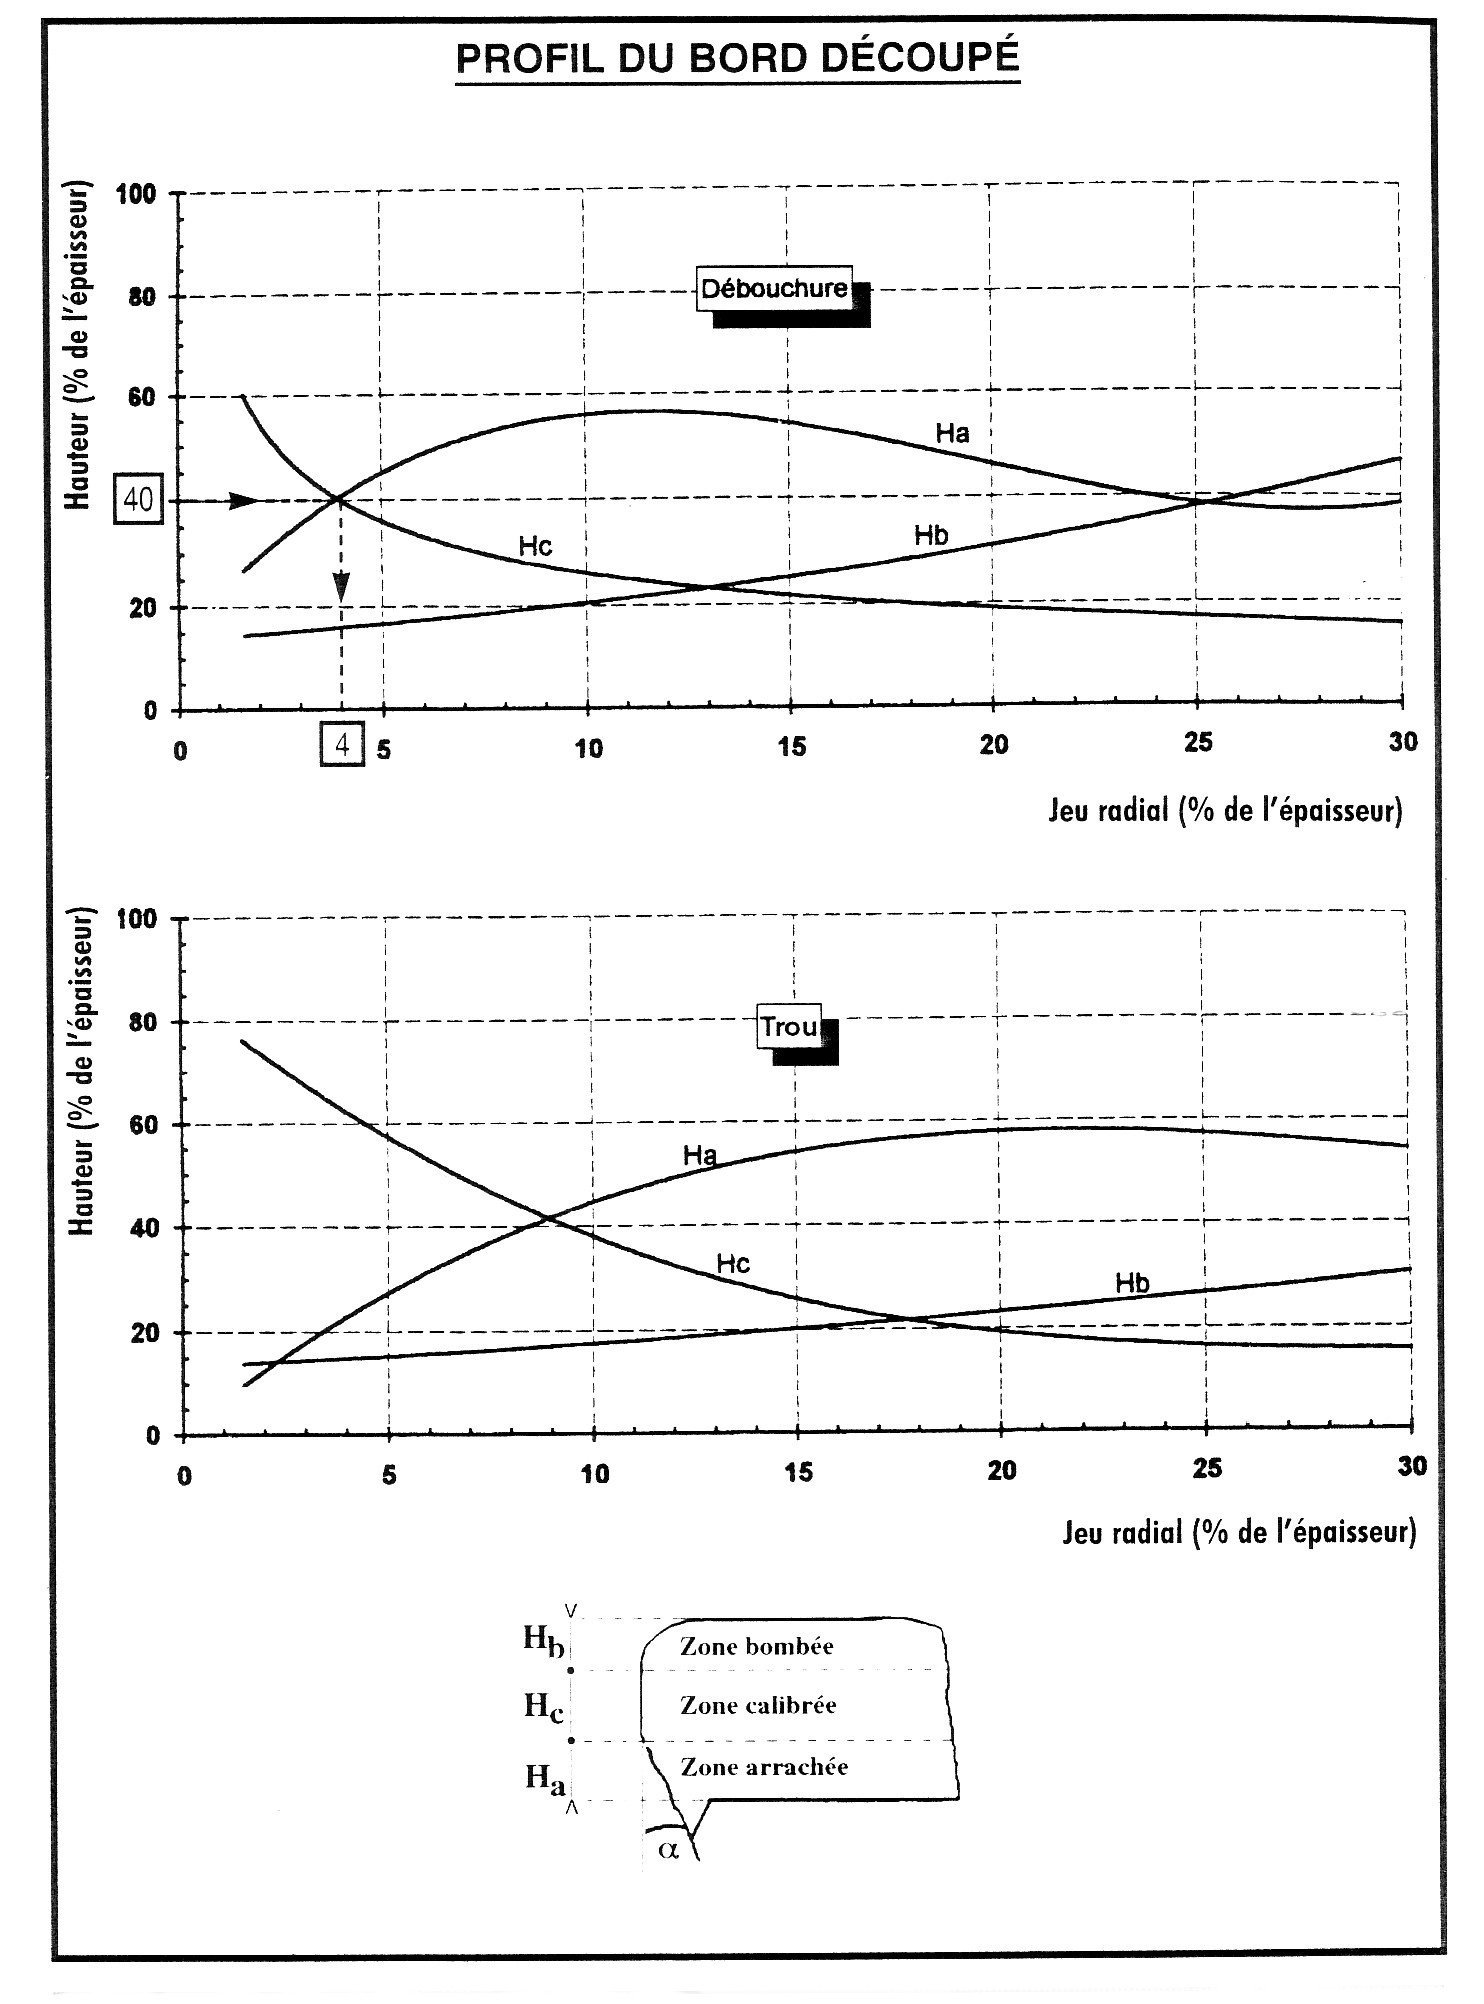 PROFIL DU BORD DÉCOUPÉ
Hauteur (% de l'épaisseur)
100
80
60
40
20
0
Débouchure
Ha
Hb
Hc
0
4
5
10
15
20
25
30
Jeu radial (% de l'épaisseur)
Hauteur (% de l'épaisseur)
100
80
60
40
20
0
Trou
Ha
Hc
Hb
0
5
10
15
20
25
30
Jeu radial (% de l'épaisseur)
Hb
Zone bombée
Hc
Zone calibrée
Ha
Zone arrachée
α